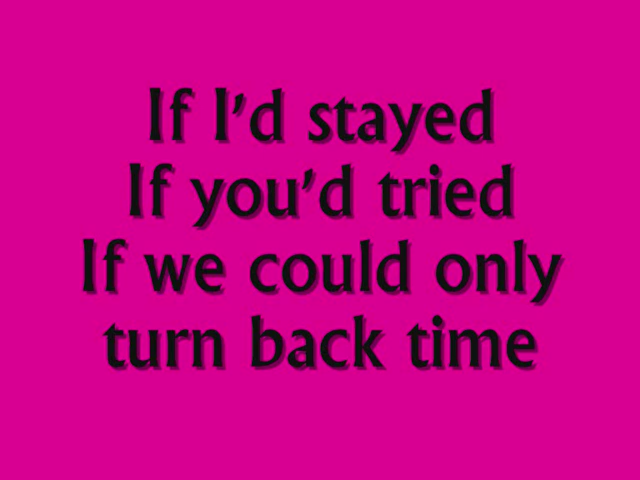 If I'd stayed
If you'd tried
If we could only
turn back time